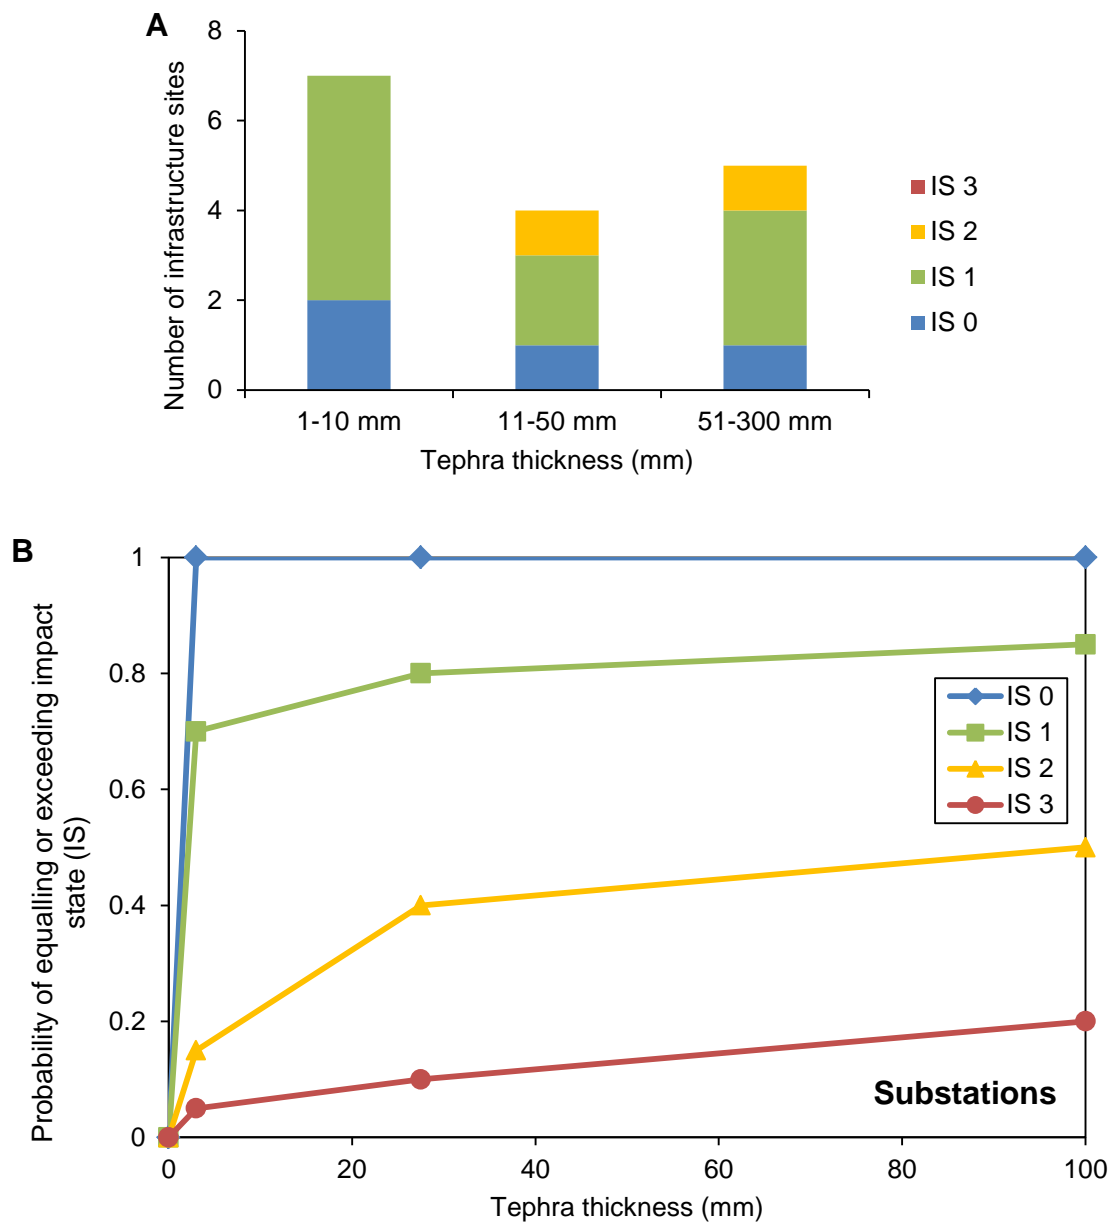 A
8
6
4
2
0
Number of infrastructure sites
1-10 mm
11-50 mm
51-300 mm
Tephra thickness (mm)
IS 3
IS 2
IS 1
IS 0
B
1
0.8
0.6
0.4
0.2
0
Probability of equalling or exceeding impact
state (IS)
IS 0
IS 1
IS 2
IS 3
Substations
0
20
40
60
80
100
Tephra thickness (mm)